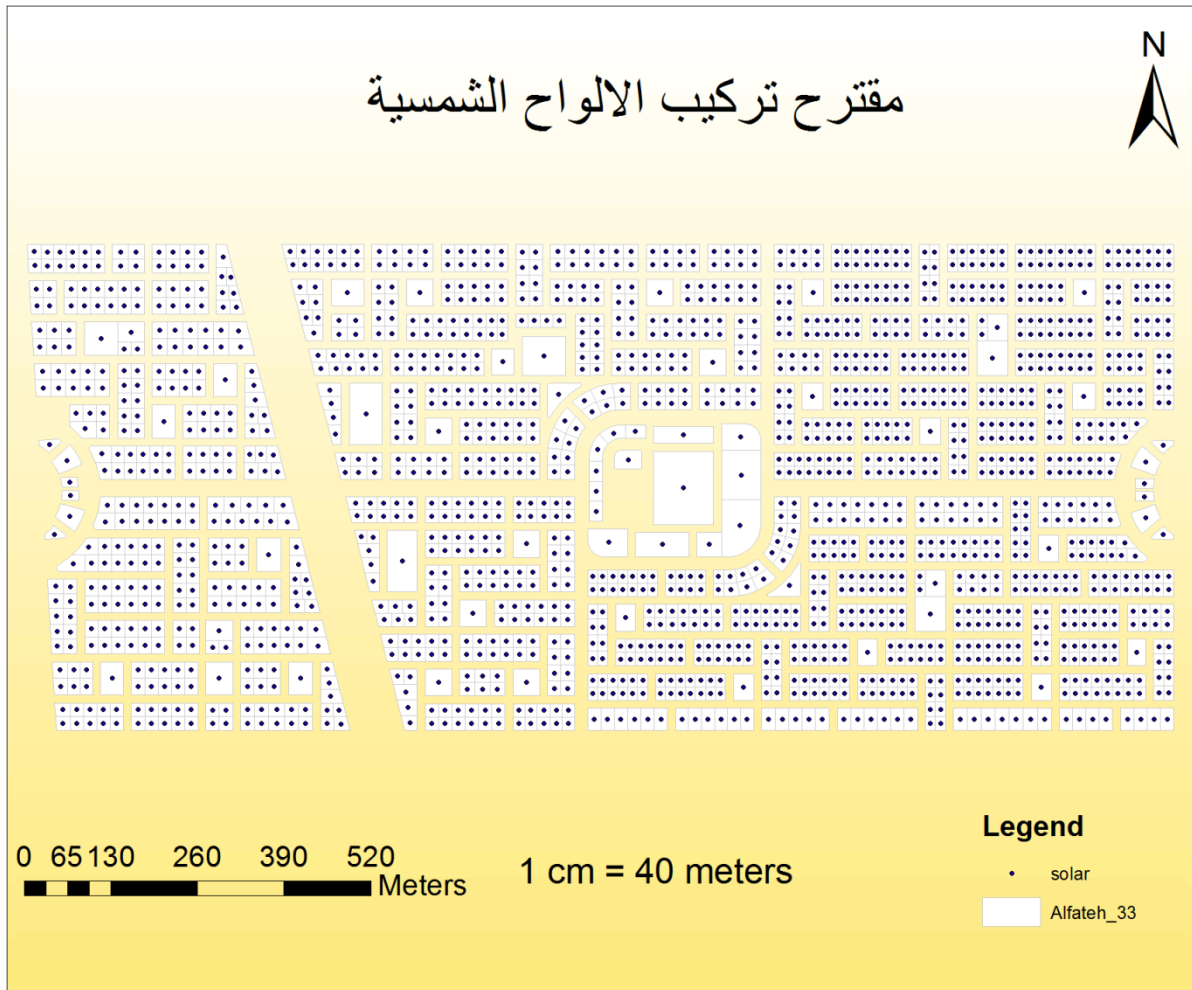 N
مقترح تركيب الالواح الشمسية
Legend
solar
Alfateh_33
0 65 130 260 390 520
Meters
1 cm = 40 meters